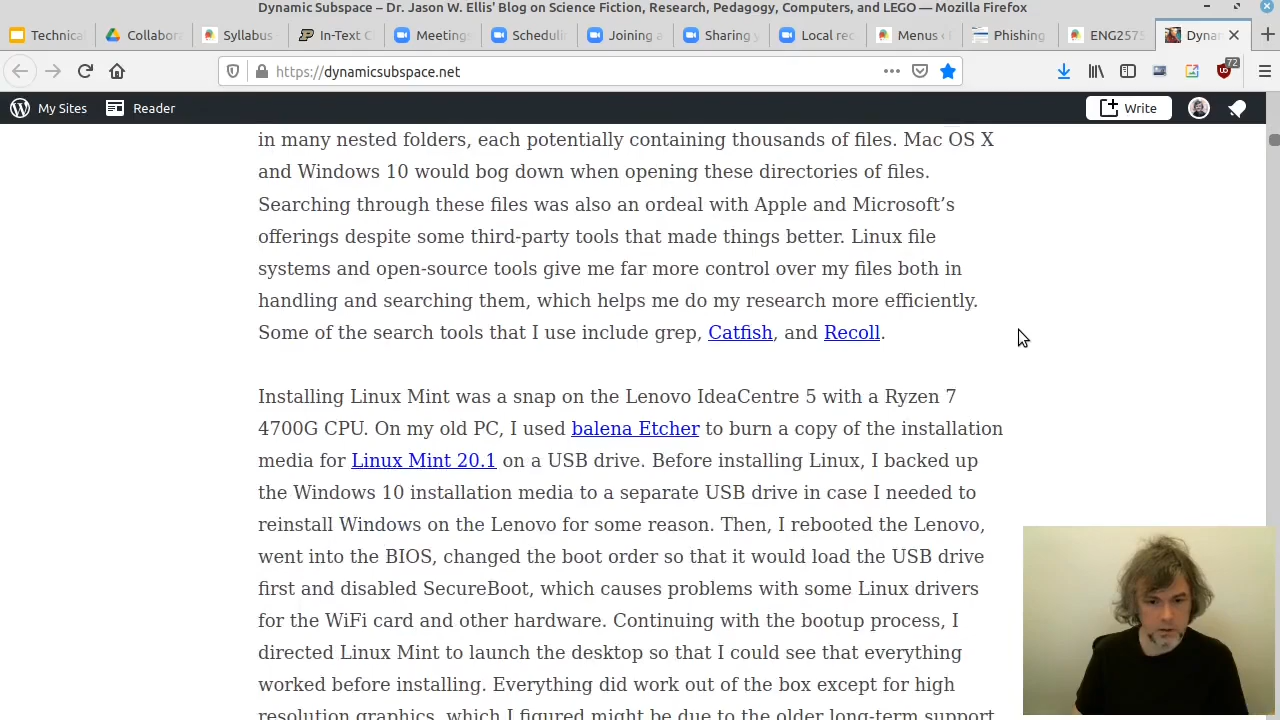 Dynamic Subspace – Dr. Jason W. Ellis' Blog on Science Fiction, Research, Pedagogy, Computers, and LEGO — Mozilla Firefox
Technica
Collabora
Syllabus
In-Text C
Meeting
Schedulin
Joining a
Sharing y
Local rec
Menus ‹
Phishing
ENG2575
Dynam
https://dynamicsubspace.net
72
My Sites
Reader
Write
in many nested folders, each potentially containing thousands of files. Mac OS X
and Windows 10 would bog down when opening these directories of files.
Searching through these files was also an ordeal with Apple and Microsoft’s
offerings despite some third-party tools that made things better. Linux file
systems and open-source tools give me far more control over my files both in
handling and searching them, which helps me do my research more efficiently.
Some of the search tools that I use include grep, Catfish, and Recoll.
Installing Linux Mint was a snap on the Lenovo IdeaCentre 5 with a Ryzen 7
4700G CPU. On my old PC, I used balena Etcher to burn a copy of the installation
media for Linux Mint 20.1 on a USB drive. Before installing Linux, I backed up
the Windows 10 installation media to a separate USB drive in case I needed to
reinstall Windows on the Lenovo for some reason. Then, I rebooted the Lenovo,
went into the BIOS, changed the boot order so that it would load the USB drive
first and disabled SecureBoot, which causes problems with some Linux drivers
for the WiFi card and other hardware. Continuing with the bootup process, I
directed Linux Mint to launch the desktop so that I could see that everything
worked before installing. Everything did work out of the box except for high
resolution graphics, which I figured might be due to the older long-term support